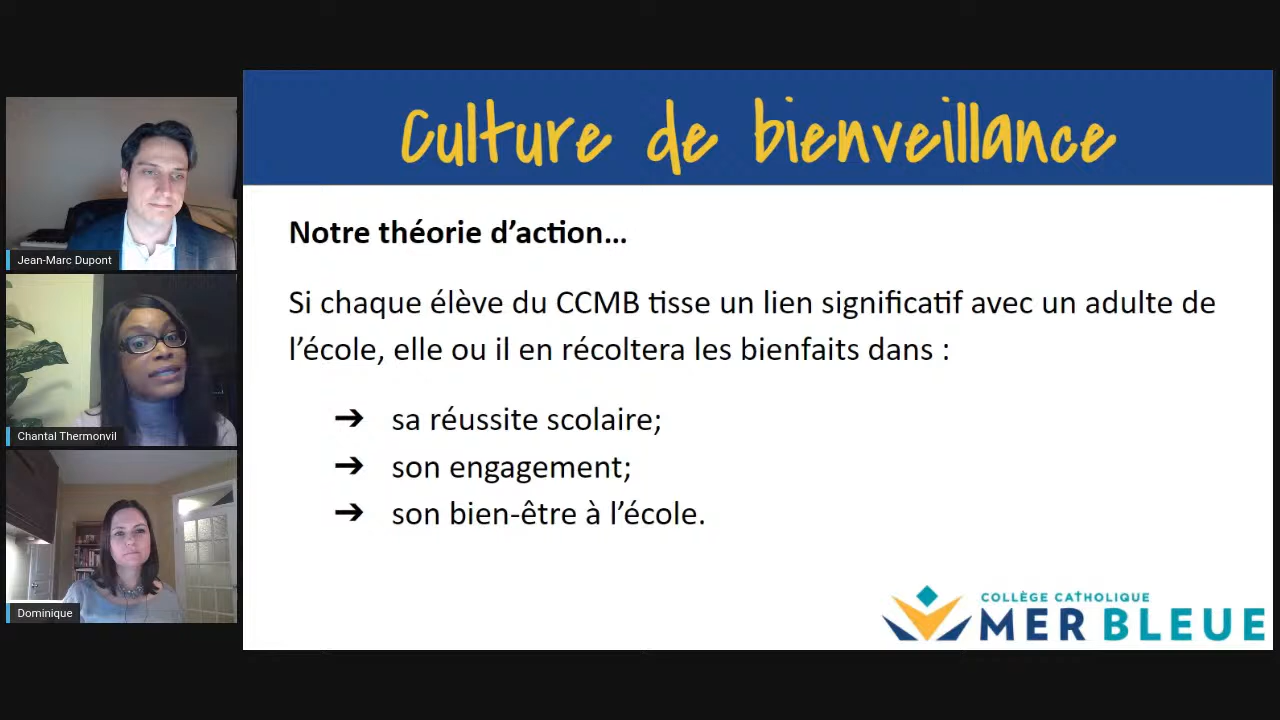 Culture de bienveillance
Notre théorie d'action…
Si chaque élève du CCMB tisse un lien significatif avec un adulte de
l'école, elle ou il en récoltera les bienfaits dans :
➔ sa réussite scolaire;
➔ son engagement;
➔ son bien-être à l'école.
COLLÈGE CATHOLIQUE
MER BLEUE
Jean-Marc Dupont
Chantal Thermonvil
Dominique